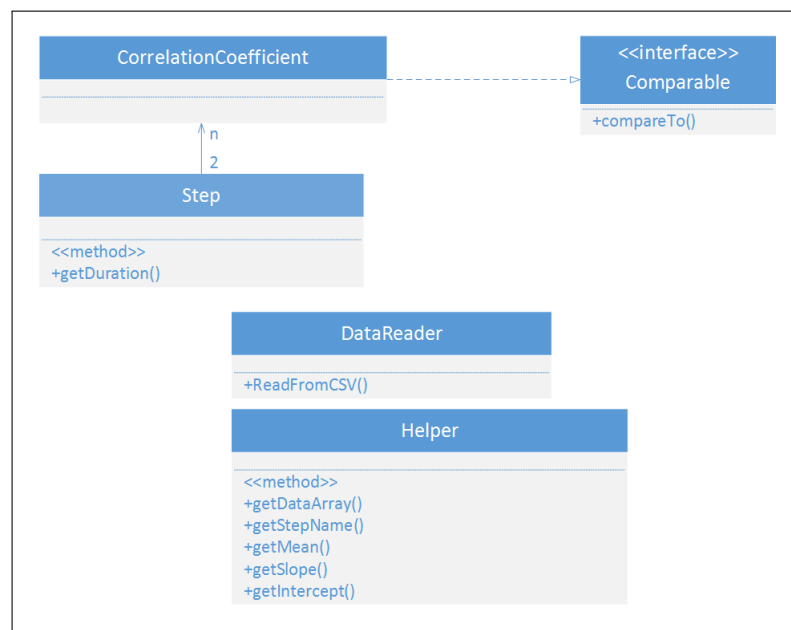 CorrelationCoefficient
<<interface>>
Comparable
+compareTo()
n
2
Step
<<method>>
+getDuration()
DataReader
+ReadFromCSV()
Helper
<<method>>
+getDataArray()
+getStepName()
+getMean()
+getSlope()
+getIntercept()